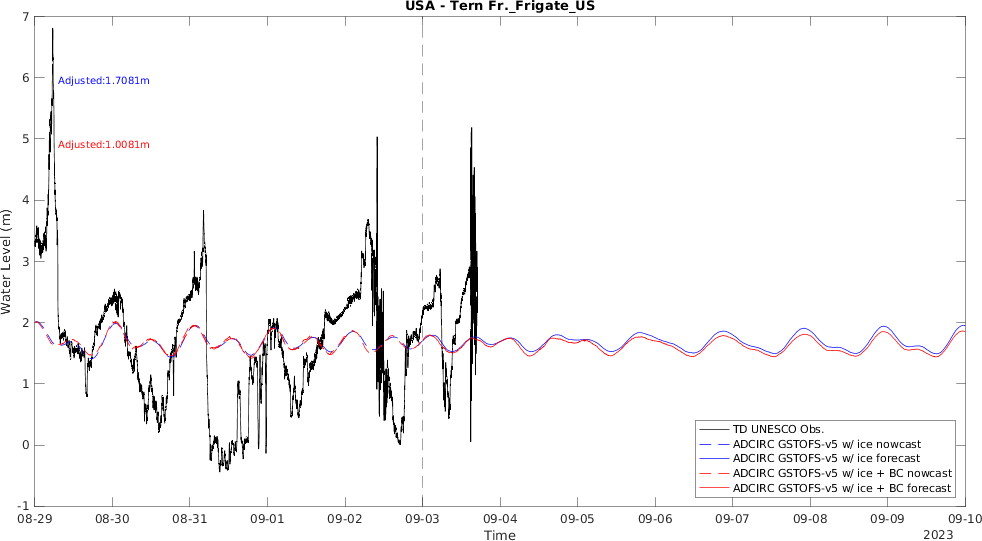 USA - Tern Fr._Frigate_US
7
6
5
4
3
2
1
0
-1
Water Level (m)
Adjusted:1.7081m
Adjusted:1.0081m
TD UNESCO Obs.
ADCIRC GSTOFS-v5 w/ ice nowcast
ADCIRC GSTOFS-v5 w/ ice forecast
ADCIRC GSTOFS-v5 w/ ice + BC nowcast
ADCIRC GSTOFS-v5 w/ ice + BC forecast
08-29 08-30 08-31 09-01 09-02 09-03 09-04 09-05 09-06 09-07 09-08 09-09 09-10
Time
2023